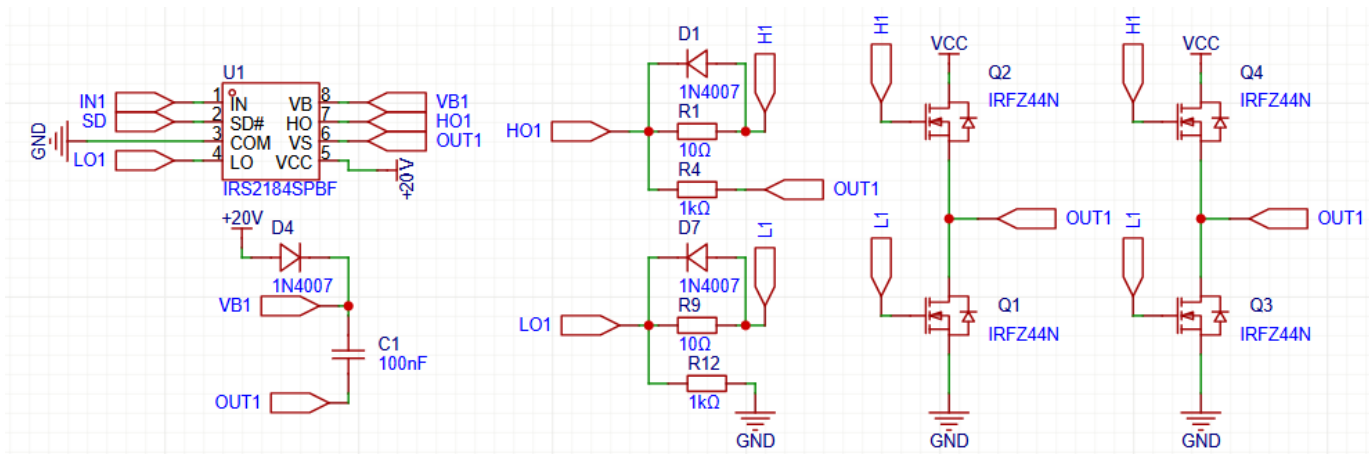 U1
IN1
1
IN
VB
8
VB1
SD
2
SD#
HO
7
HO1
GND
3
COM
VS
6
OUT1
LO1
4
LO
VCC
5
+20V
IRS2184SPBF
+20V
D4
1N4007
VB1
C1
100nF
OUT1
D1
1N4007
H1
R1
10Ω
HO1
R4
1kΩ
OUT1
D7
1N4007
L1
R9
10Ω
LO1
R12
1kΩ
GND
H1
VCC
Q2
IRFZ44N
OUT1
L1
Q1
IRFZ44N
GND
H1
VCC
Q4
IRFZ44N
OUT1
L1
Q3
IRFZ44N
GND